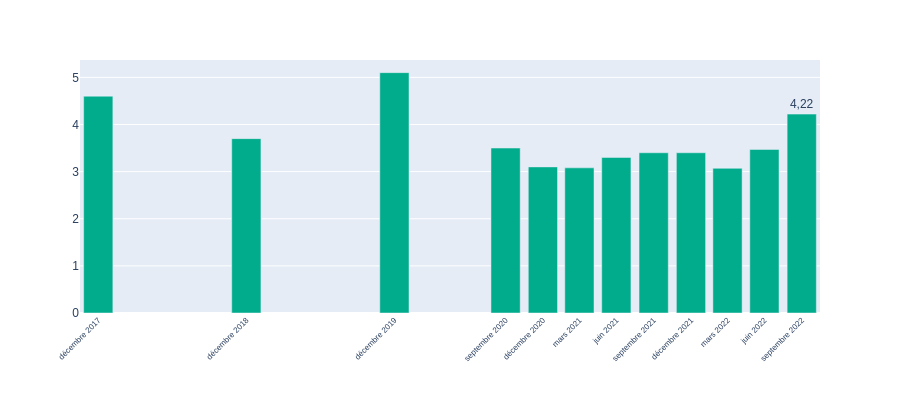 5
4
3
2
1
0
4,22
décembre 2017
décembre 2018
décembre 2019
septembre 2020
décembre 2020
mars 2021
juin 2021
septembre 2021
décembre 2021
mars 2022
juin 2022
septembre 2022